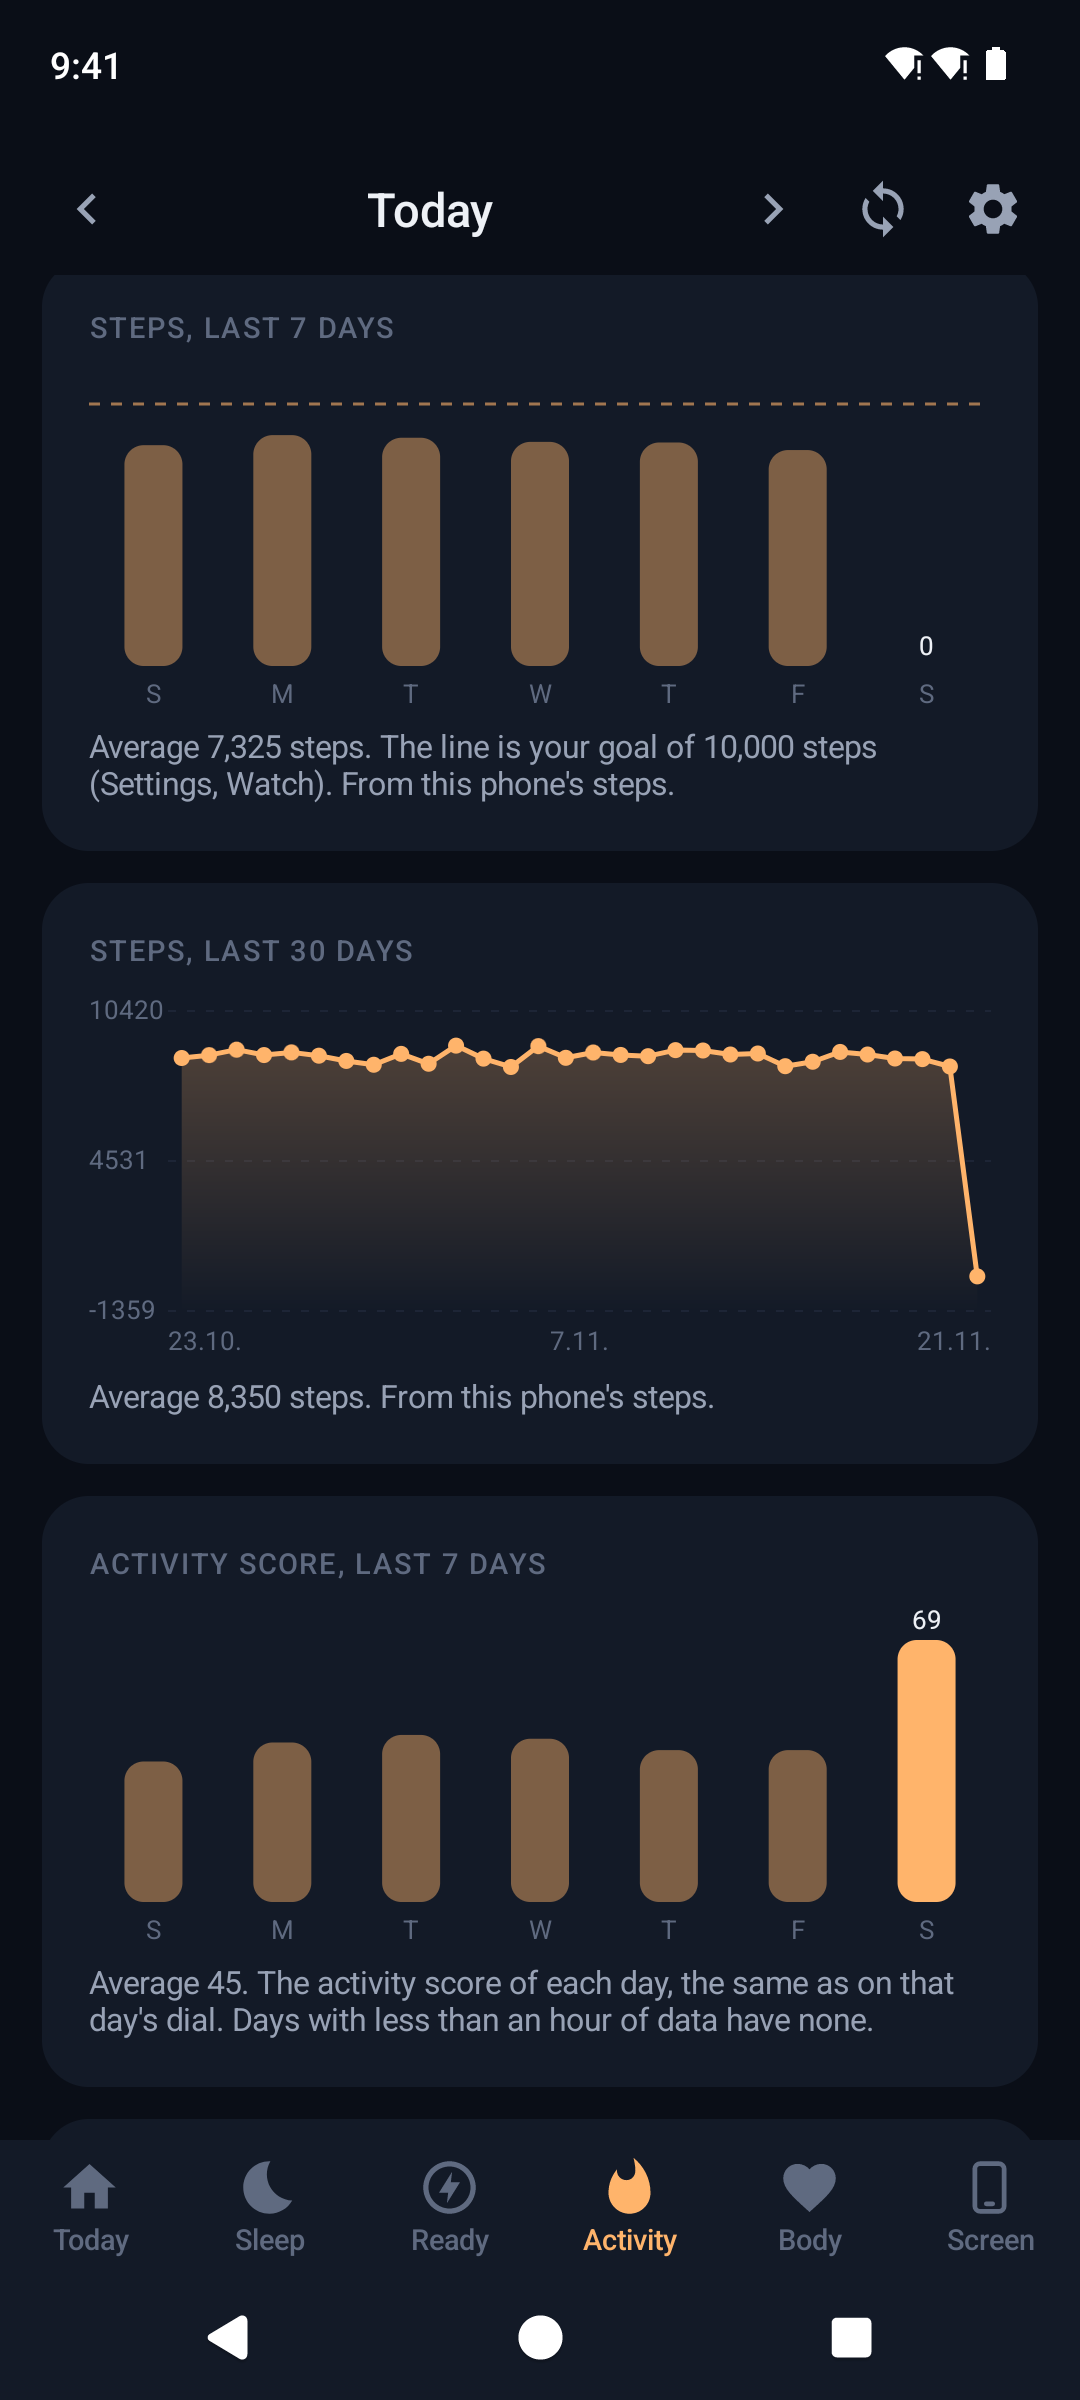 9:41
Today
STEPS, LAST 7 DAYS
0
S M T W T F S
Average 7,325 steps. The line is your goal of 10,000 steps
(Settings, Watch). From this phone's steps.
STEPS, LAST 30 DAYS
10420
4531
-1359
23.10. 7.11. 21.11.
Average 8,350 steps. From this phone's steps.
ACTIVITY SCORE, LAST 7 DAYS
69
S M T W T F S
Average 45. The activity score of each day, the same as on that
day's dial. Days with less than an hour of data have none.
Today Sleep Ready Activity Body Screen